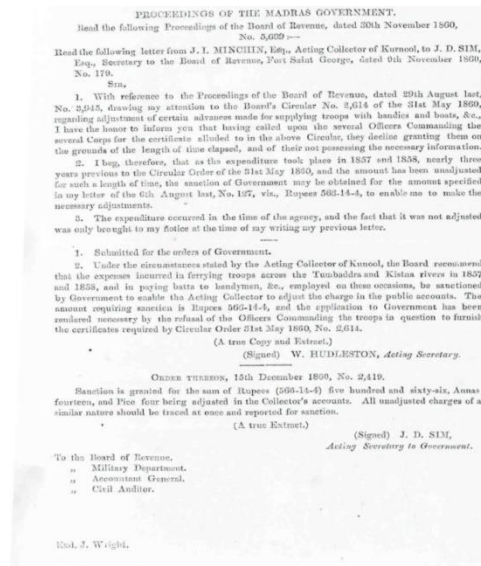 PROCEEDINGS OF THE MADRAS GOVERNMENT.
Read the following Proceedings of the Board of Revenue, dated 30th November 1860,
No. 5,699 :—
Read the following letter from J. I. MINCHIN, Esq., Acting Collector of Kurnool, to J. D. SIM,
Esq., Secretary to the Board of Revenue, Fort Saint George, dated 9th November 1860,
No. 179.
SIR,
1. With reference to the Proceedings of the Board of Revenue, dated 29th August last,
No. 3,945, drawing my attention to the Board's Circular No. 2,614 of the 31st May 1860,
regarding adjustment of certain advances made for supplying troops with bandies and boats, &c.,
I have the honor to inform you that having called upon the several Officers Commanding the
several Corps for the certificate alluded to in the above Circular, they decline granting them on
the grounds of the length of time elapsed, and of their not possessing the necessary information.
2. I beg, therefore, that as the expenditure took place in 1857 and 1858, nearly three
years previous to the Circular Order of the 31st May 1860, and the amount has been unadjusted
for such a length of time, the sanction of Government may be obtained for the amount specified
in my letter of the 6th August last, No. 127, viz., Rupees 566-14-4, to enable me to make the
necessary adjustments.
3. The expenditure occurred in the time of the agency, and the fact that it was not adjusted
was only brought to my notice at the time of my writing my previous letter.
1. Submitted for the orders of Government.
2. Under the circumstances stated by the Acting Collector of Kunool, the Board recommend
that the expenses incurred in ferrying troops across the Tumbaddra and Kistna rivers in 1857
and 1858, and in paying batta to bandymen, &c., employed on these occasions, be sanctioned
by Government to enable the Acting Collector to adjust the charge in the public accounts. The
amount requiring sanction is Rupees 566-14-4, and the application to Government has been
rendered necessary by the refusal of the Officers Commanding the troops in question to furnish
the certificates required by Circular Order 31st May 1860, No. 2,614.
(A true Copy and Extract.)
(Signed) W. HUDLESTON, Acting Secretary.
ORDER THEREON, 15th December 1860, No. 2,419.
Sanction is granted for the sum of Rupees (566-14-4) five hundred and sixty-six, Annas
fourteen, and Pice four being adjusted in the Collector's accounts. All unadjusted charges of a
similar nature should be traced at once and reported for sanction.
(A true Extract.)
(Signed) J. D. SIM,
Acting Secretary to Government.
To the Board of Revenue.
„ Military Department.
„ Accountant General.
„ Civil Auditor.
Exd. J. Wright.